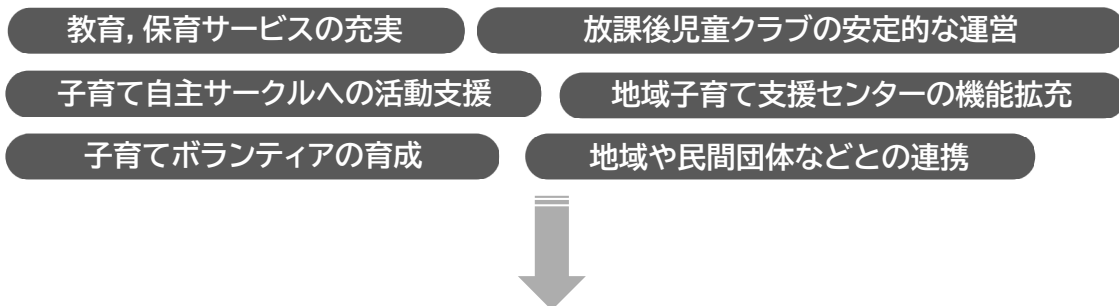 教育，保育サービスの充実
放課後児童クラブの安定的な運営
子育て自主サークルへの活動支援
地域子育て支援センターの機能拡充
子育てボランティアの育成
地域や民間団体などとの連携